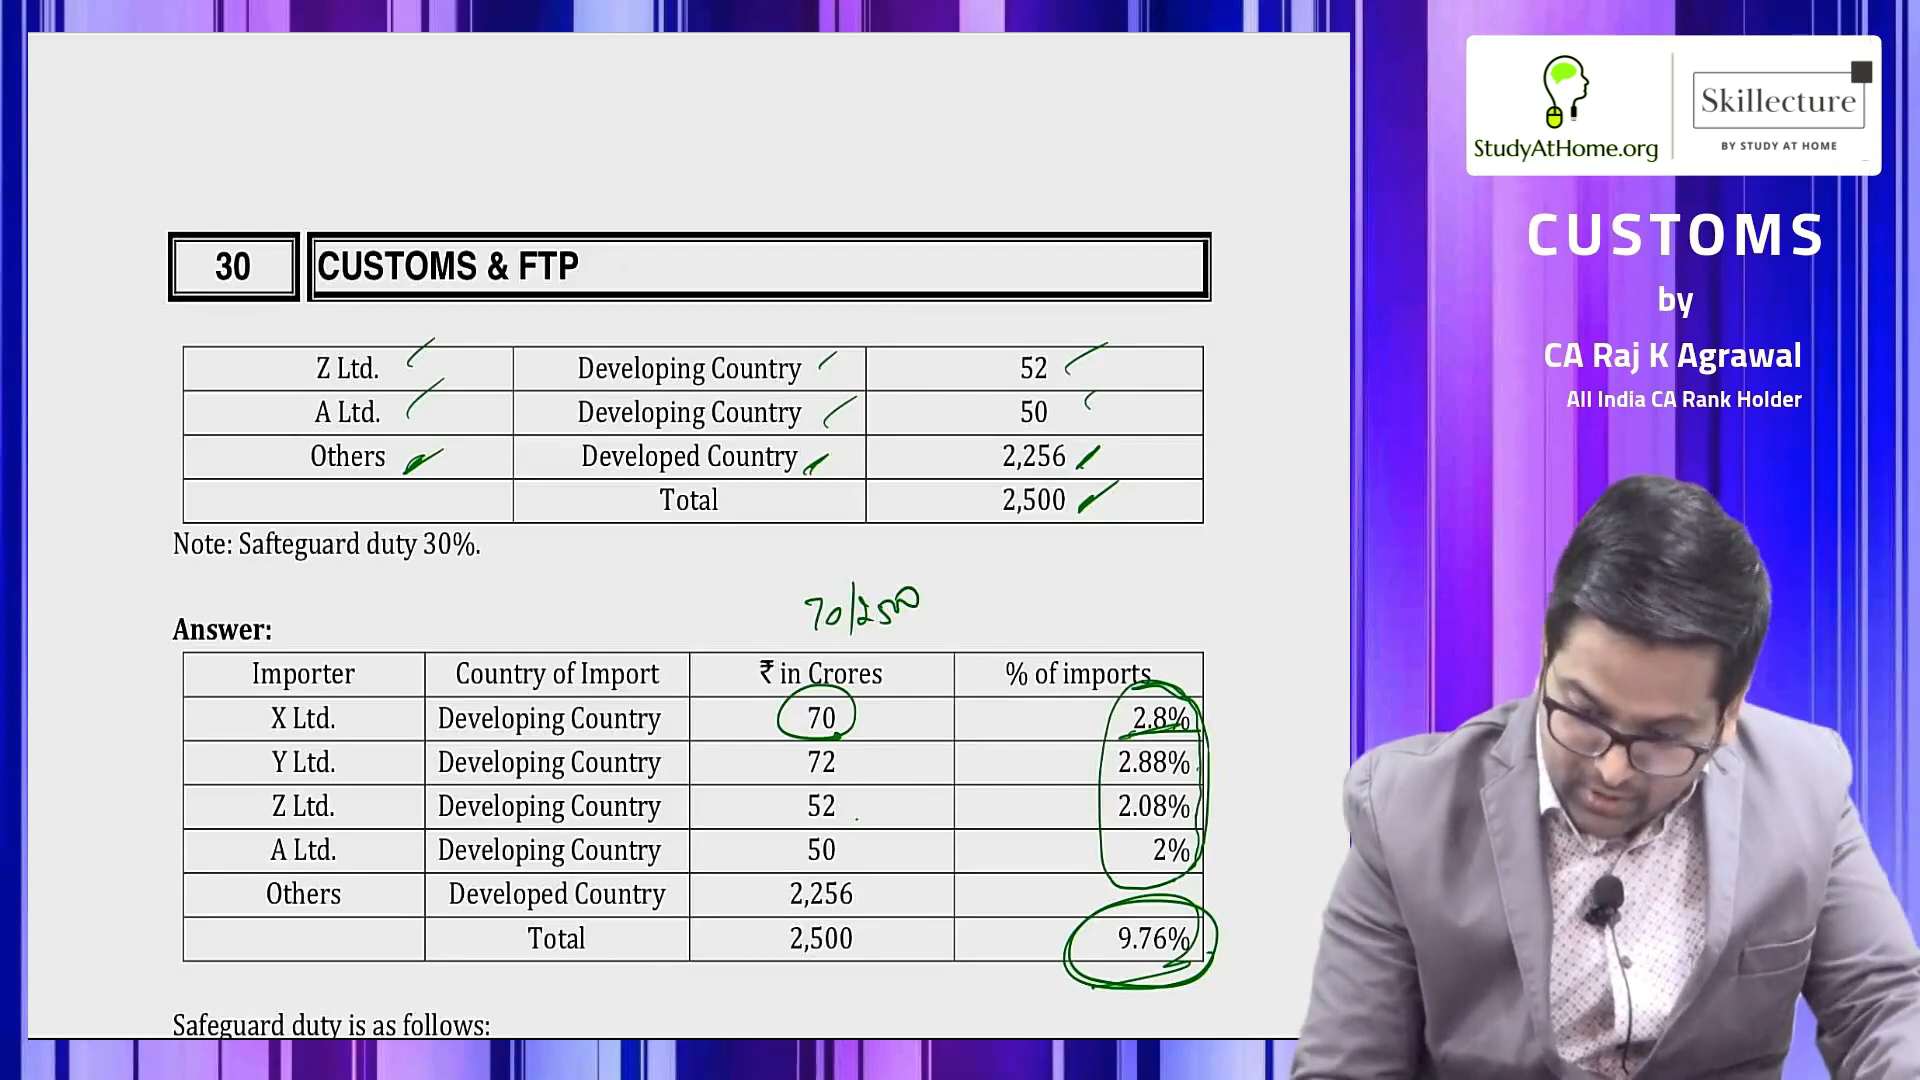 StudyAtHome.org
Skillecture
BY STUDY AT HOME
CUSTOMS
by
CA Raj K Agrawal
All India CA Rank Holder
30 CUSTOMS & FTP
Z Ltd. Developing Country 52
A Ltd. Developing Country 50
Others Developed Country 2,256
Total 2,500
Note: Safteguard duty 30%.
70/2500
Answer:
Importer Country of Import ₹ in Crores % of imports
X Ltd. Developing Country 70 2.8%
Y Ltd. Developing Country 72 2.88%
Z Ltd. Developing Country 52 2.08%
A Ltd. Developing Country 50 2%
Others Developed Country 2,256
Total 2,500 9.76%
Safeguard duty is as follows: